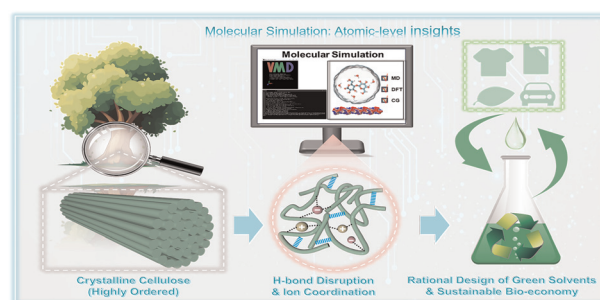 Molecular Simulation: Atomic-level insights
Molecular Simulation
VMD
MD
DFT
CG
Crystalline Cellulose
(Highly Ordered)
H-bond Disruption
& Ion Coordination
Rational Design of Green Solvents
& Sustainable Bio-economy